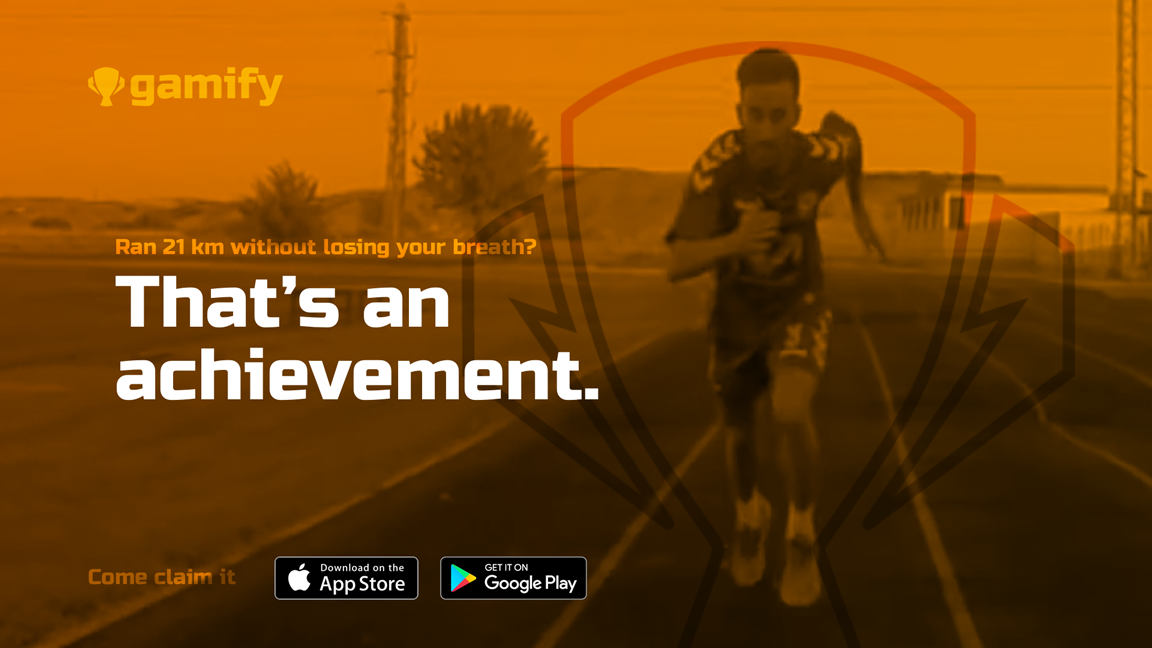 gamify
Ran 21 km without losing your breath?
That's an
achievement.
Come claim it
Download on the
App Store
GET IT ON
Google Play